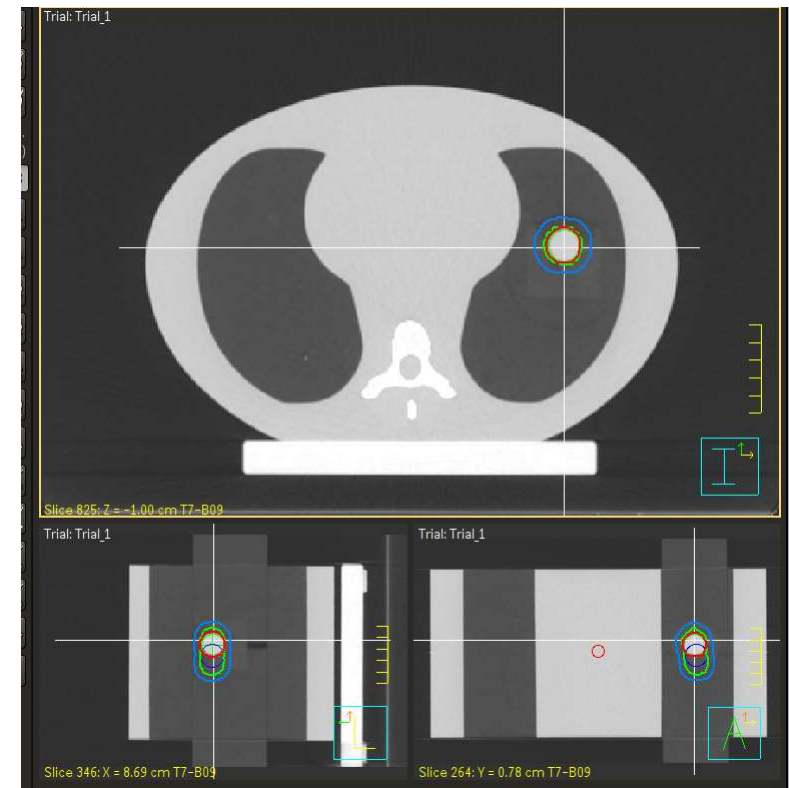 Trial: Trial_1
Slice 825: Z = -1.00 cm T7-B09
Trial: Trial_1
Slice 346: X = 8.69 cm T7-B09
Trial: Trial_1
Slice 264: Y = 0.78 cm T7-B09